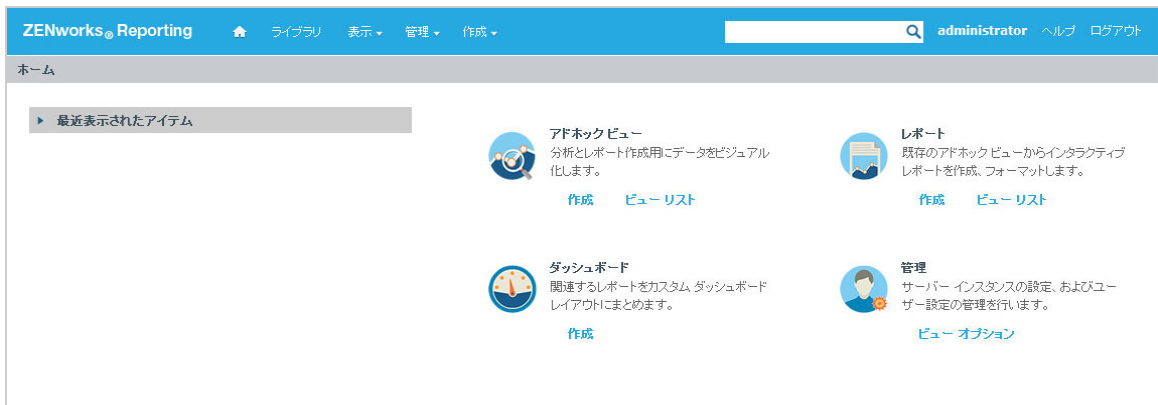 ZENworks® Reporting ライブラリ 表示 管理 作成 administrator ヘルプ ログアウト
ホーム
最近表示されたアイテム
アドホック ビュー
分析とレポート作成用にデータをビジュアル
化します。
作成 ビュー リスト
レポート
既存のアドホック ビューからインタラクティブ
レポートを作成、フォーマットします。
作成 ビュー リスト
ダッシュボード
関連するレポートをカスタム ダッシュボード
レイアウトにまとめます。
作成
管理
サーバー インスタンスの設定、およびユー
ザー設定の管理を行います。
ビュー オプション